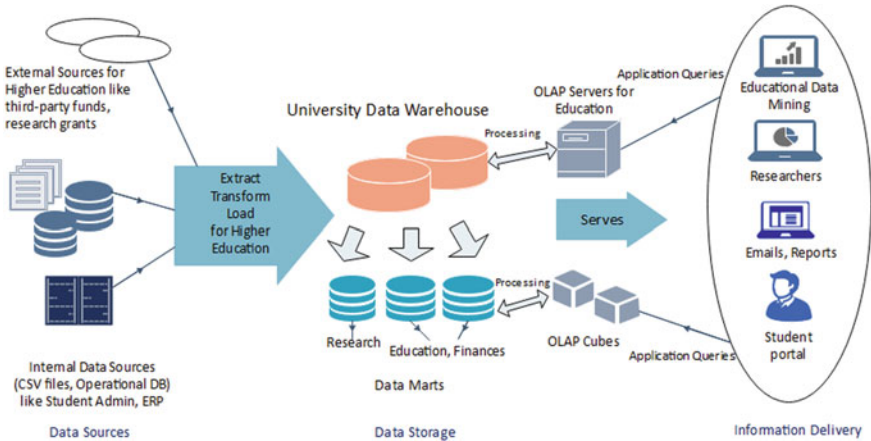 External Sources for
Higher Education like
third-party funds,
research grants
Internal Data Sources
(CSV files, Operational DB)
like Student Admin, ERP
Data Sources
Extract
Transform
Load
for Higher
Education
University Data Warehouse
Processing
OLAP Servers for
Education
Application Queries
Serves
Research
Education, Finances
Processing
OLAP Cubes
Application Queries
Data Marts
Data Storage
Educational Data
Mining
Researchers
Emails, Reports
Student
portal
Information Delivery